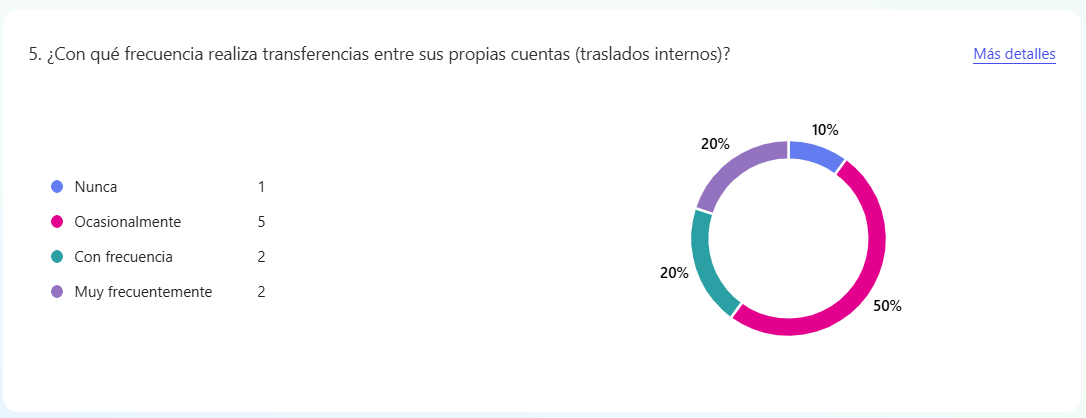 5. ¿Con qué frecuencia realiza transferencias entre sus propias cuentas (traslados internos)?
Más detalles
Nunca 1
Ocasionalmente 5
Con frecuencia 2
Muy frecuentemente 2
10%
20%
20%
50%